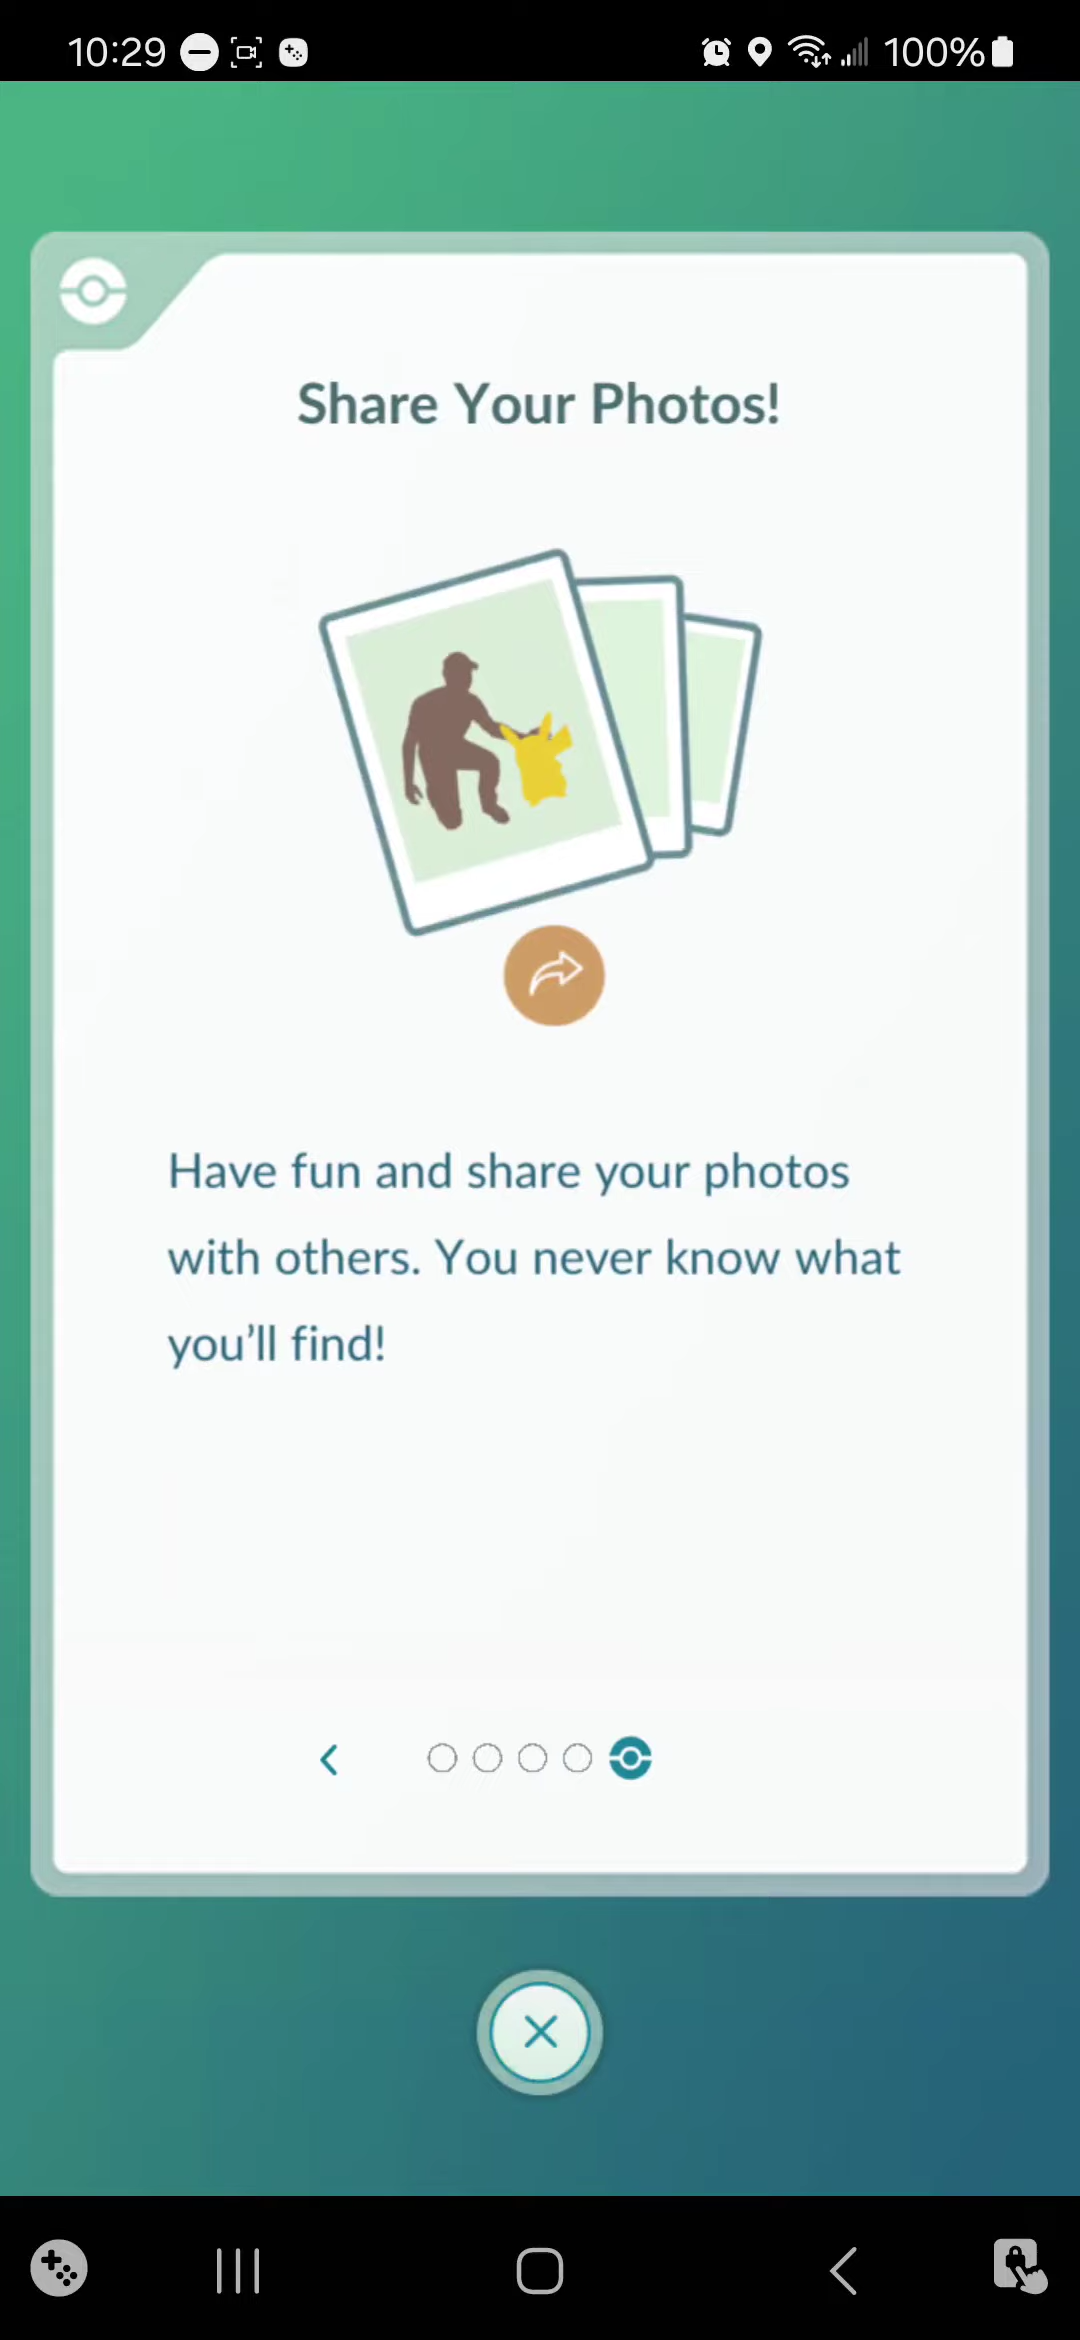 10:29
100%
Share Your Photos!
Have fun and share your photos
with others. You never know what
you’ll find!